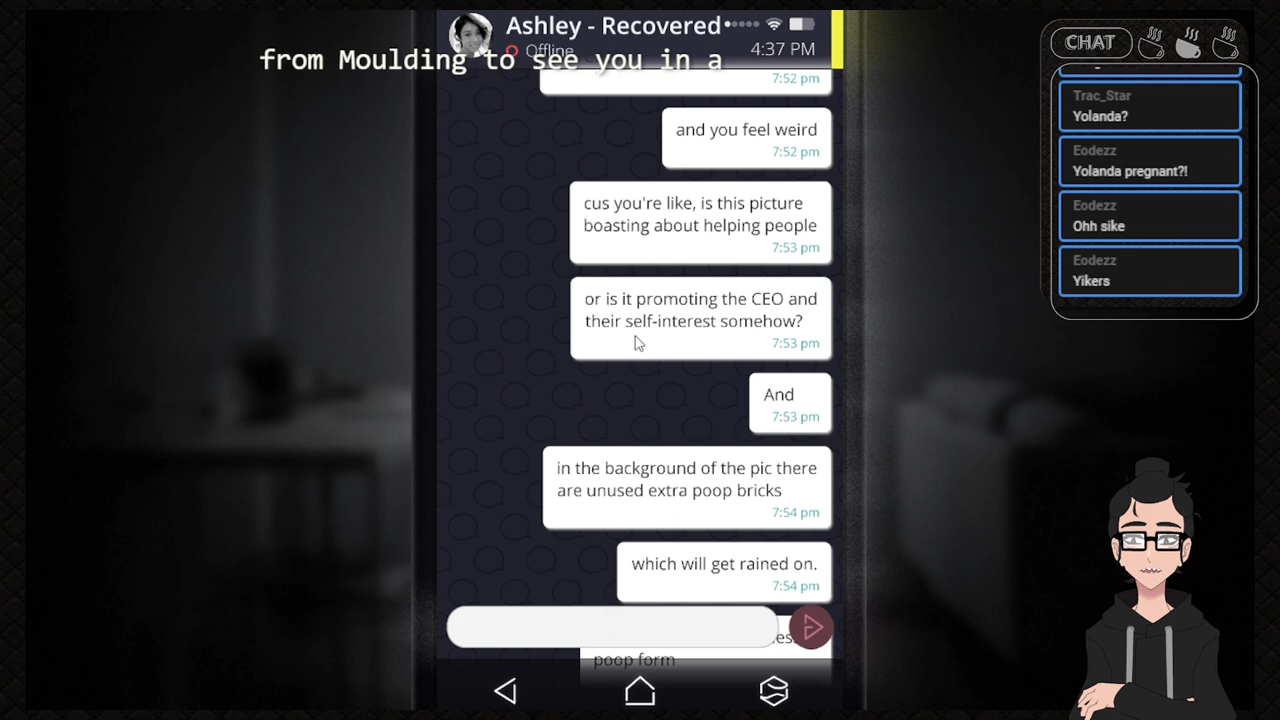 Ashley - Recovered
Offline
4:37 PM
from Moulding to see you in a
7:52 pm
and you feel weird
7:52 pm
cus you're like, is this picture
boasting about helping people
7:53 pm
or is it promoting the CEO and
their self-interest somehow?
7:53 pm
And
7:53 pm
in the background of the pic there
are unused extra poop bricks
7:54 pm
which will get rained on.
7:54 pm
poop form
CHAT
Trac_Star
Yolanda?
Eodezz
Yolanda pregnant?!
Eodezz
Ohh sike
Eodezz
Yikers